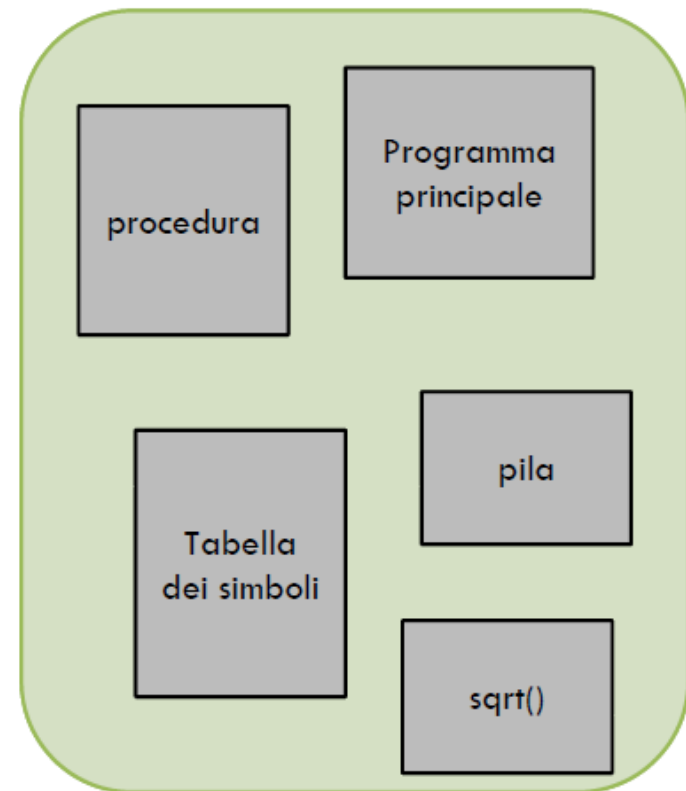 procedura
Programma
principale
Tabella
dei simboli
pila
sqrt()